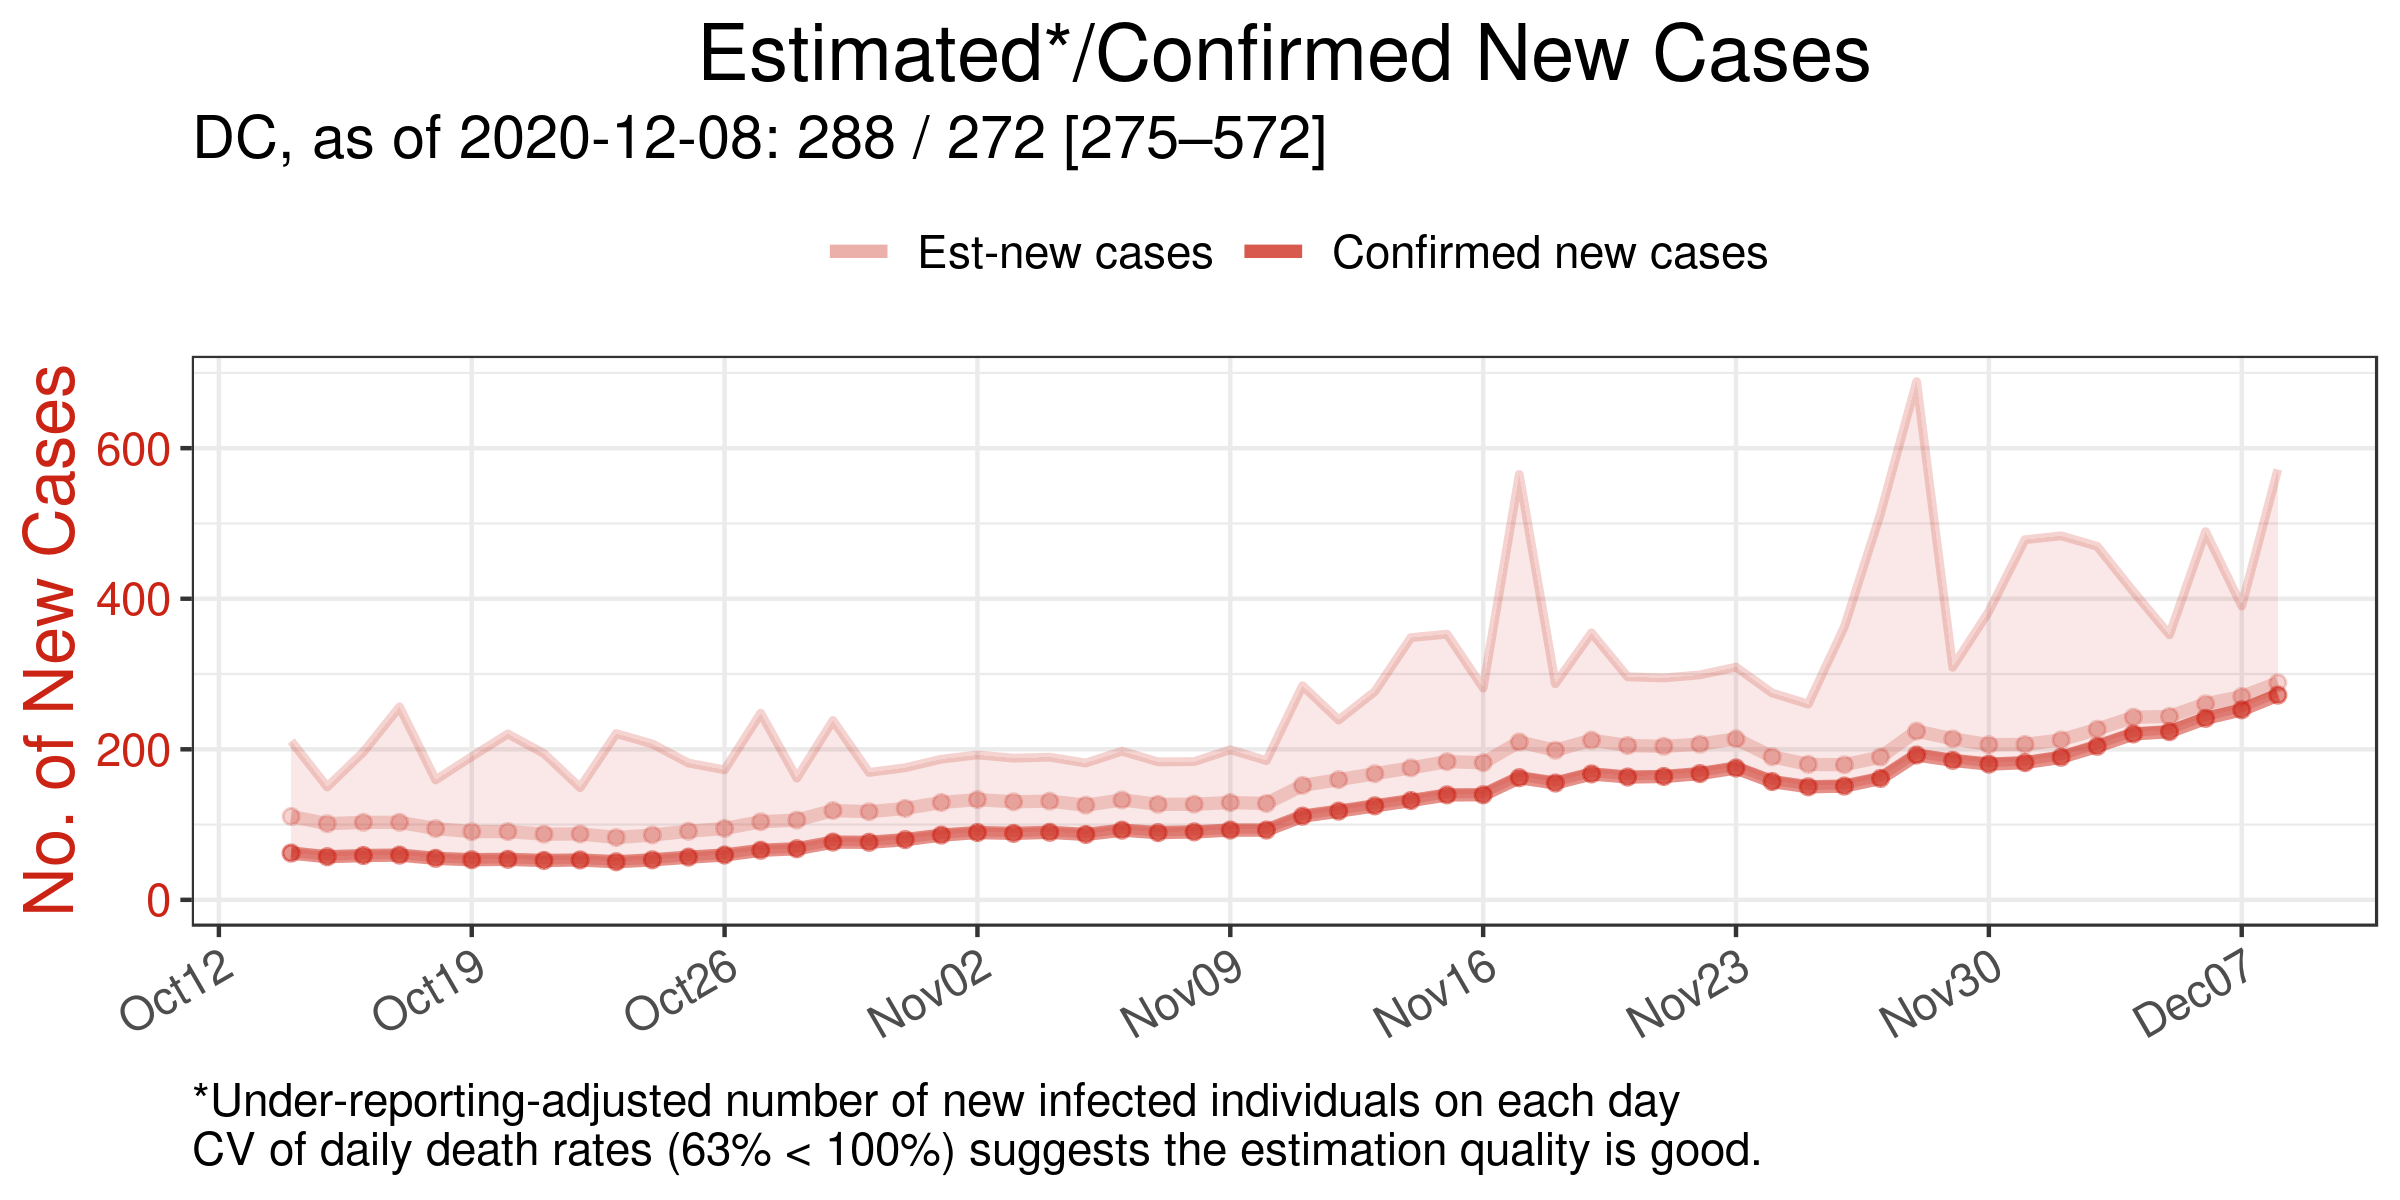 Estimated*/Confirmed New Cases
DC, as of 2020-12-08: 288 / 272 [275–572]
Est-new cases
Confirmed new cases
No. of New Cases
600
400
200
0
Oct12
Oct19
Oct26
Nov02
Nov09
Nov16
Nov23
Nov30
Dec07
*Under-reporting-adjusted number of new infected individuals on each day
CV of daily death rates (63% < 100%) suggests the estimation quality is good.